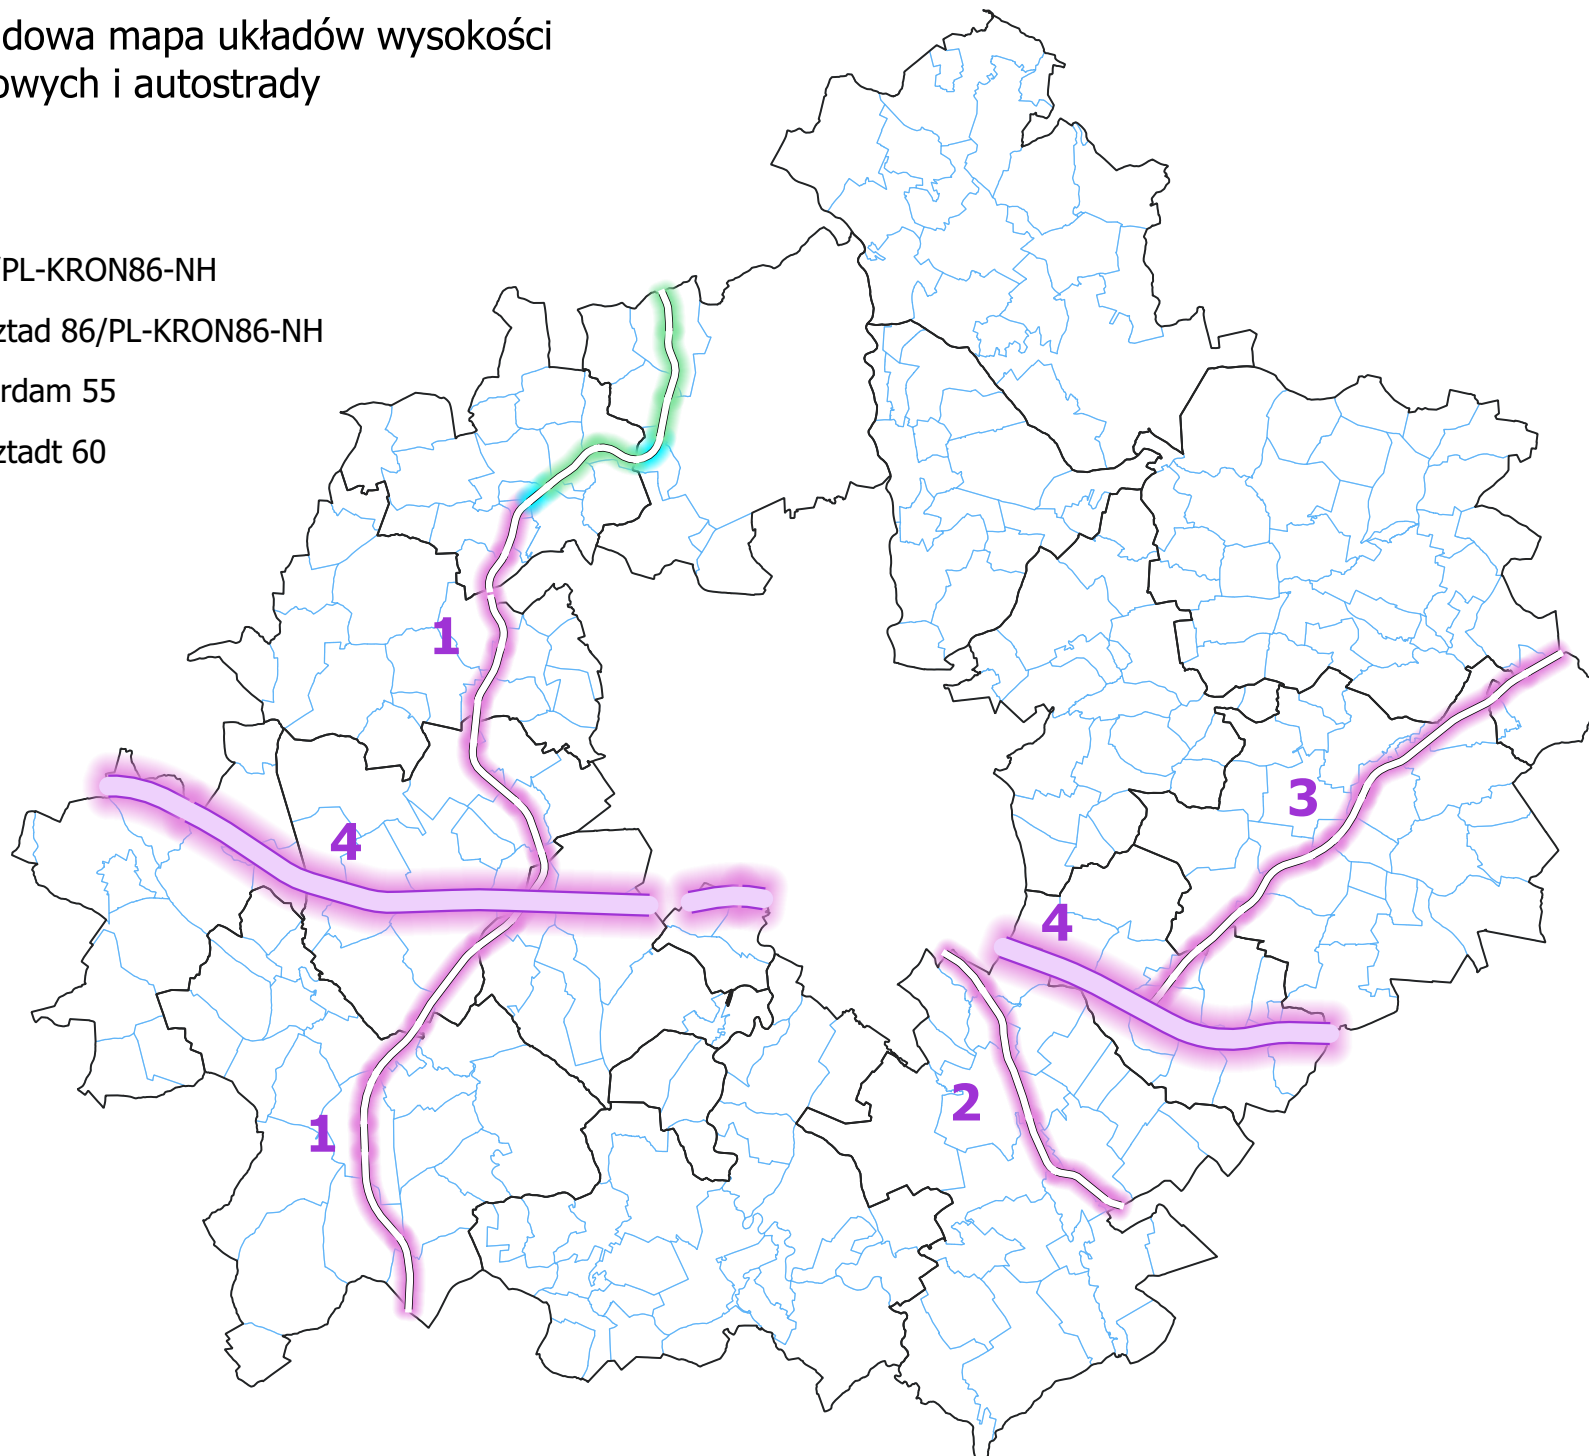 dowa mapa układów wysokości
owych i autostrady
/PL-KRON86-NH
ztad 86/PL-KRON86-NH
rdam 55
ztadt 60
1
4
3
4
2
1